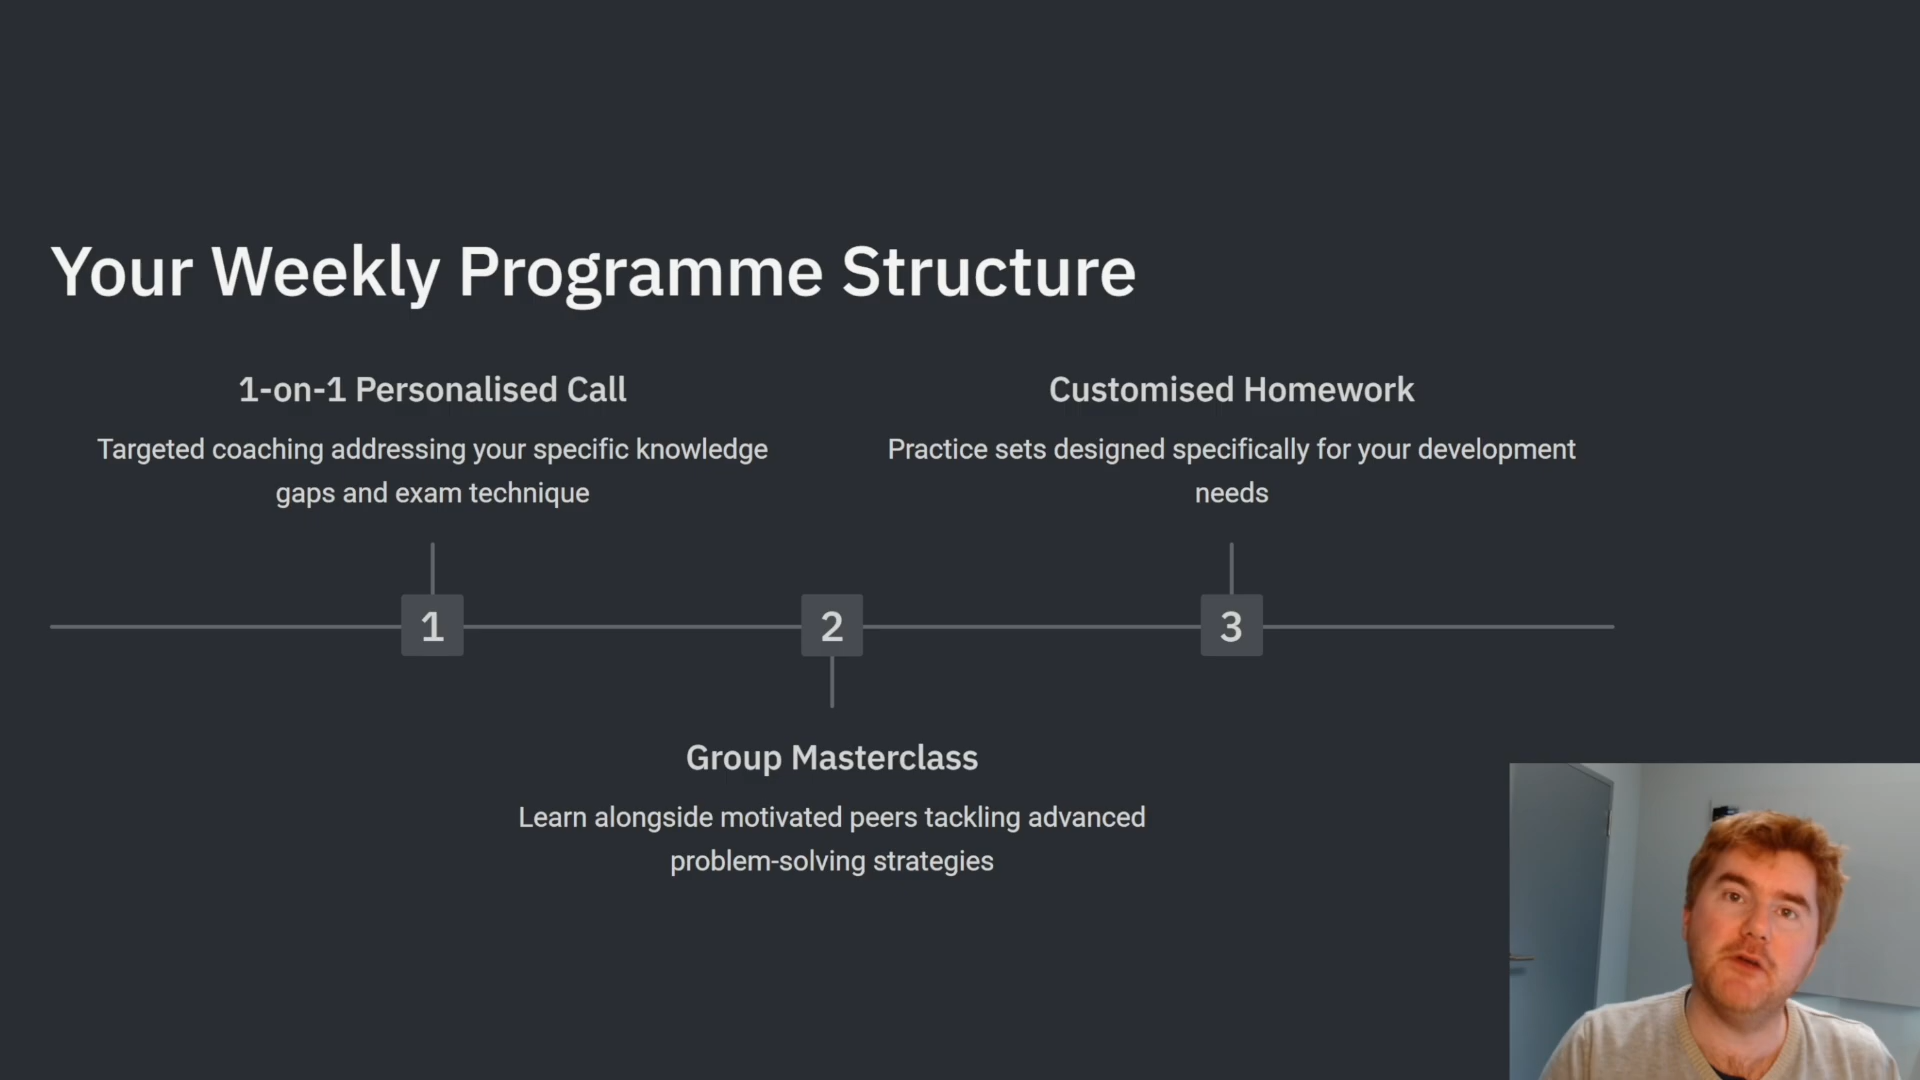 Your Weekly Programme Structure
1-on-1 Personalised Call
Targeted coaching addressing your specific knowledge
gaps and exam technique
Customised Homework
Practice sets designed specifically for your development
needs
1
2
3
Group Masterclass
Learn alongside motivated peers tackling advanced
problem-solving strategies